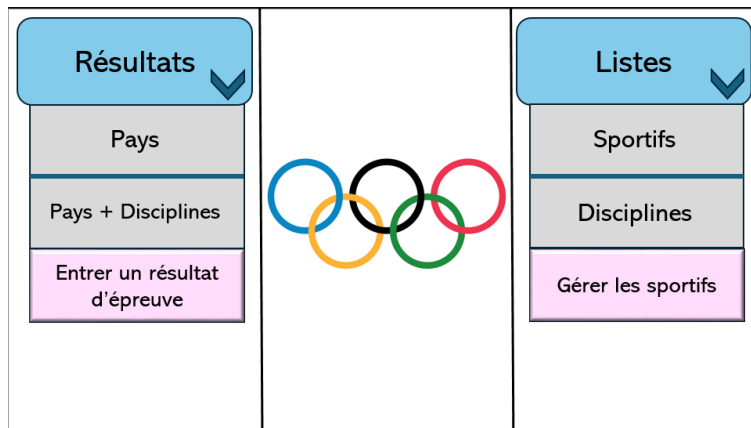 Résultats
Pays
Pays + Disciplines
Entrer un résultat
d'épreuve
Listes
Sportifs
Disciplines
Gérer les sportifs